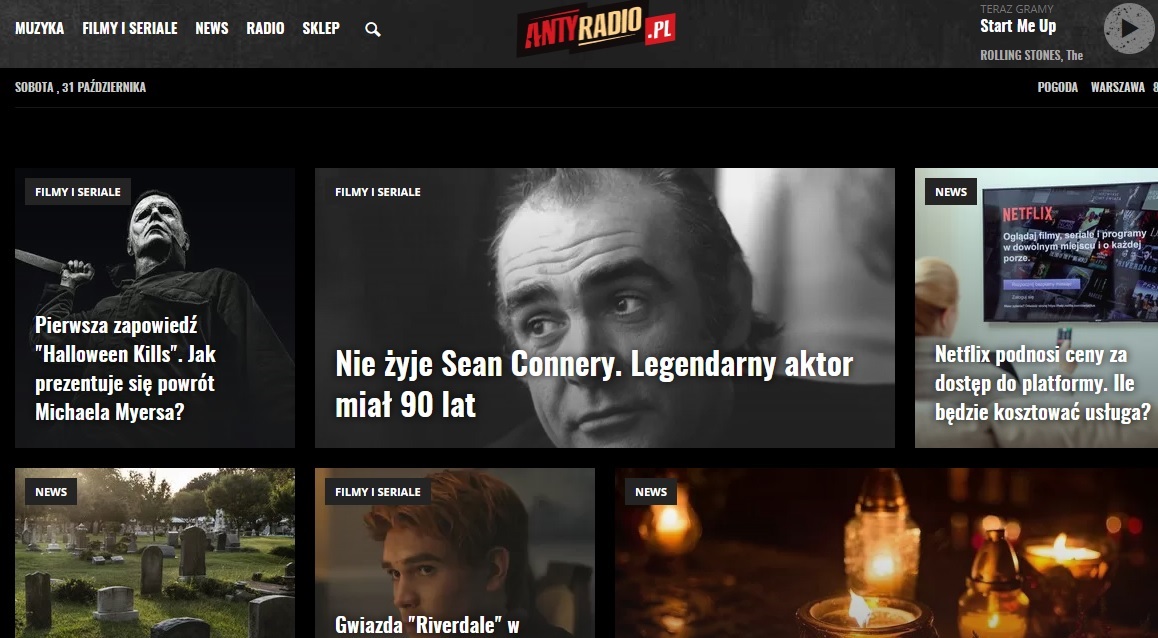 MUZYKA FILMY I SERIALE NEWS RADIO SKLEP
ANTYRADIO.PL
TERAZ GRAMY
Start Me Up
ROLLING STONES, The
SOBOTA , 31 PAŹDZIERNIKA
POGODA WARSZAWA 8
FILMY I SERIALE
Pierwsza zapowiedź
"Halloween Kills". Jak
prezentuje się powrót
Michaela Myersa?
FILMY I SERIALE
Nie żyje Sean Connery. Legendarny aktor
miał 90 lat
NEWS
NETFLIX
Oglądaj filmy, seriale i programy
w dowolnym miejscu i o każdej
porze.
RIVERDALE
Netflix podnosi ceny za
dostęp do platformy. Ile
będzie kosztować usługa?
NEWS
FILMY I SERIALE
Gwiazda "Riverdale" w
NEWS